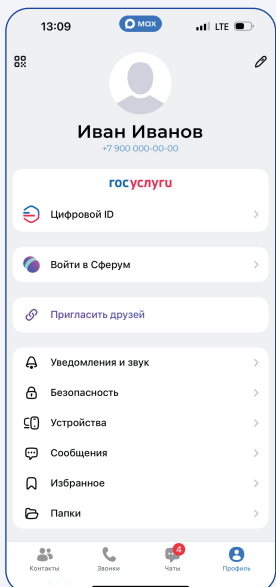 13:09
max
LTE
Иван Иванов
+7 900 000-00-00
госуслуги
Цифровой ID
Войти в Сферум
Пригласить друзей
Уведомления и звук
Безопасность
Устройства
Сообщения
Избранное
Папки
4
Контакты
Звонки
Чаты
Профиль